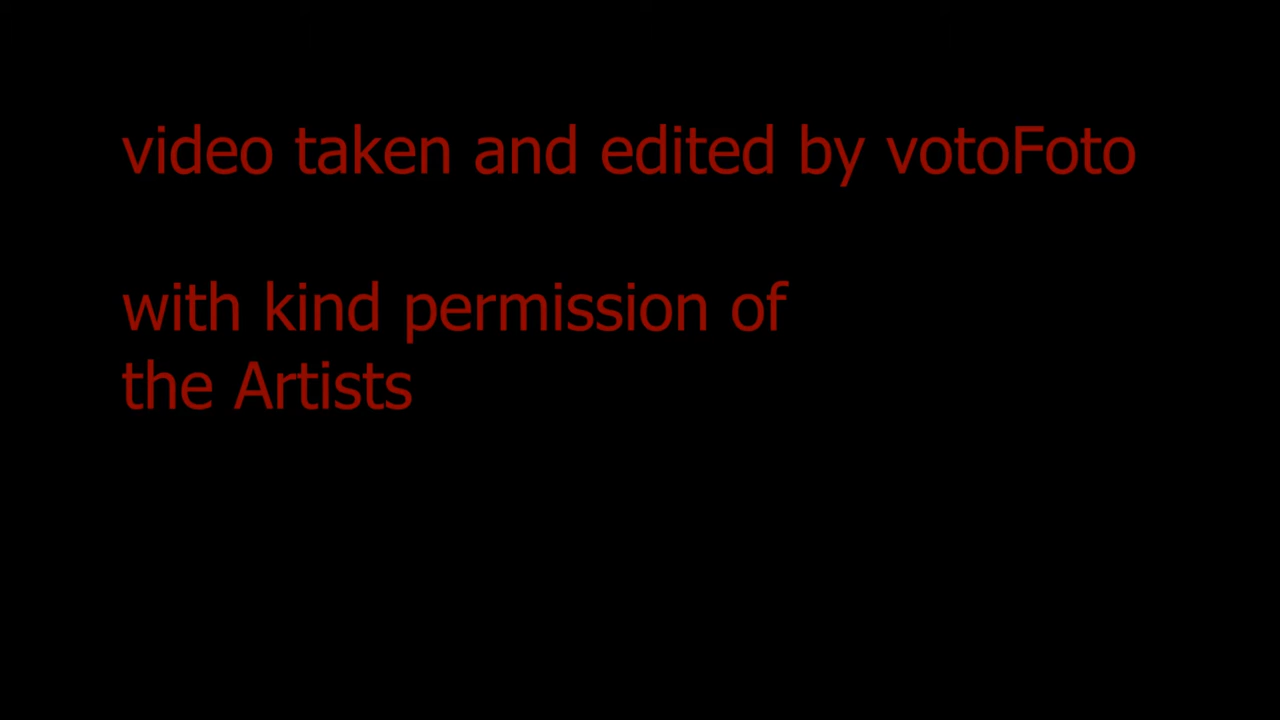 video taken and edited by votoFoto
with kind permission of
the Artists